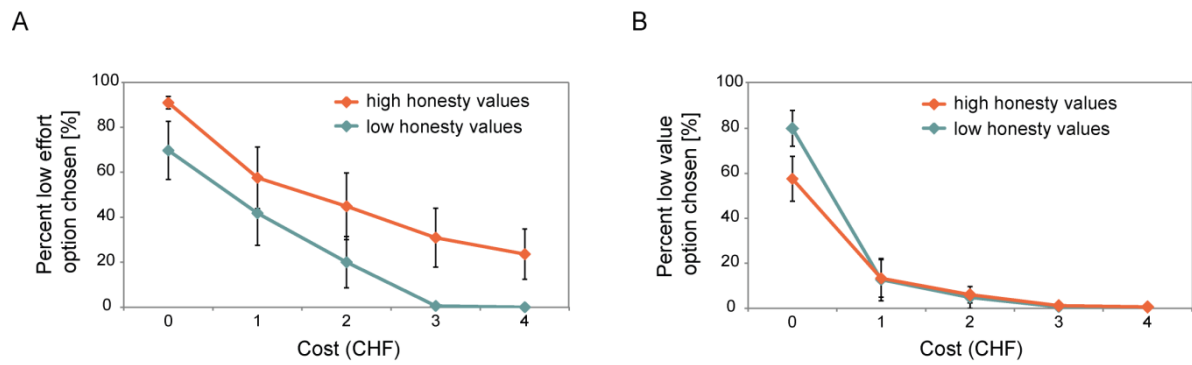 A
Percent low effort
option chosen [%]
100
80
60
40
20
0
high honesty values
low honesty values
0 1 2 3 4
Cost (CHF)
B
Percent low value
option chosen [%]
100
80
60
40
20
0
high honesty values
low honesty values
0 1 2 3 4
Cost (CHF)